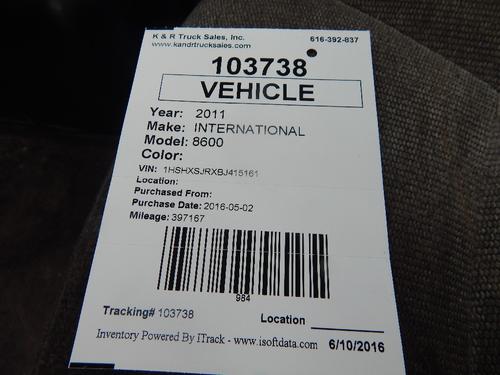 K & R Truck Sales, Inc. 616-392-837
www.kandrtrucksales.com
103738
VEHICLE
Year: 2011
Make: INTERNATIONAL
Model: 8600
Color:
VIN: 1HSHXSJRXBJ415161
Location:
Purchased From:
Purchase Date: 2016-05-02
Mileage: 397167
984
Tracking# 103738 Location
Inventory Powered By iTrack - www.isoftdata.com 6/10/2016